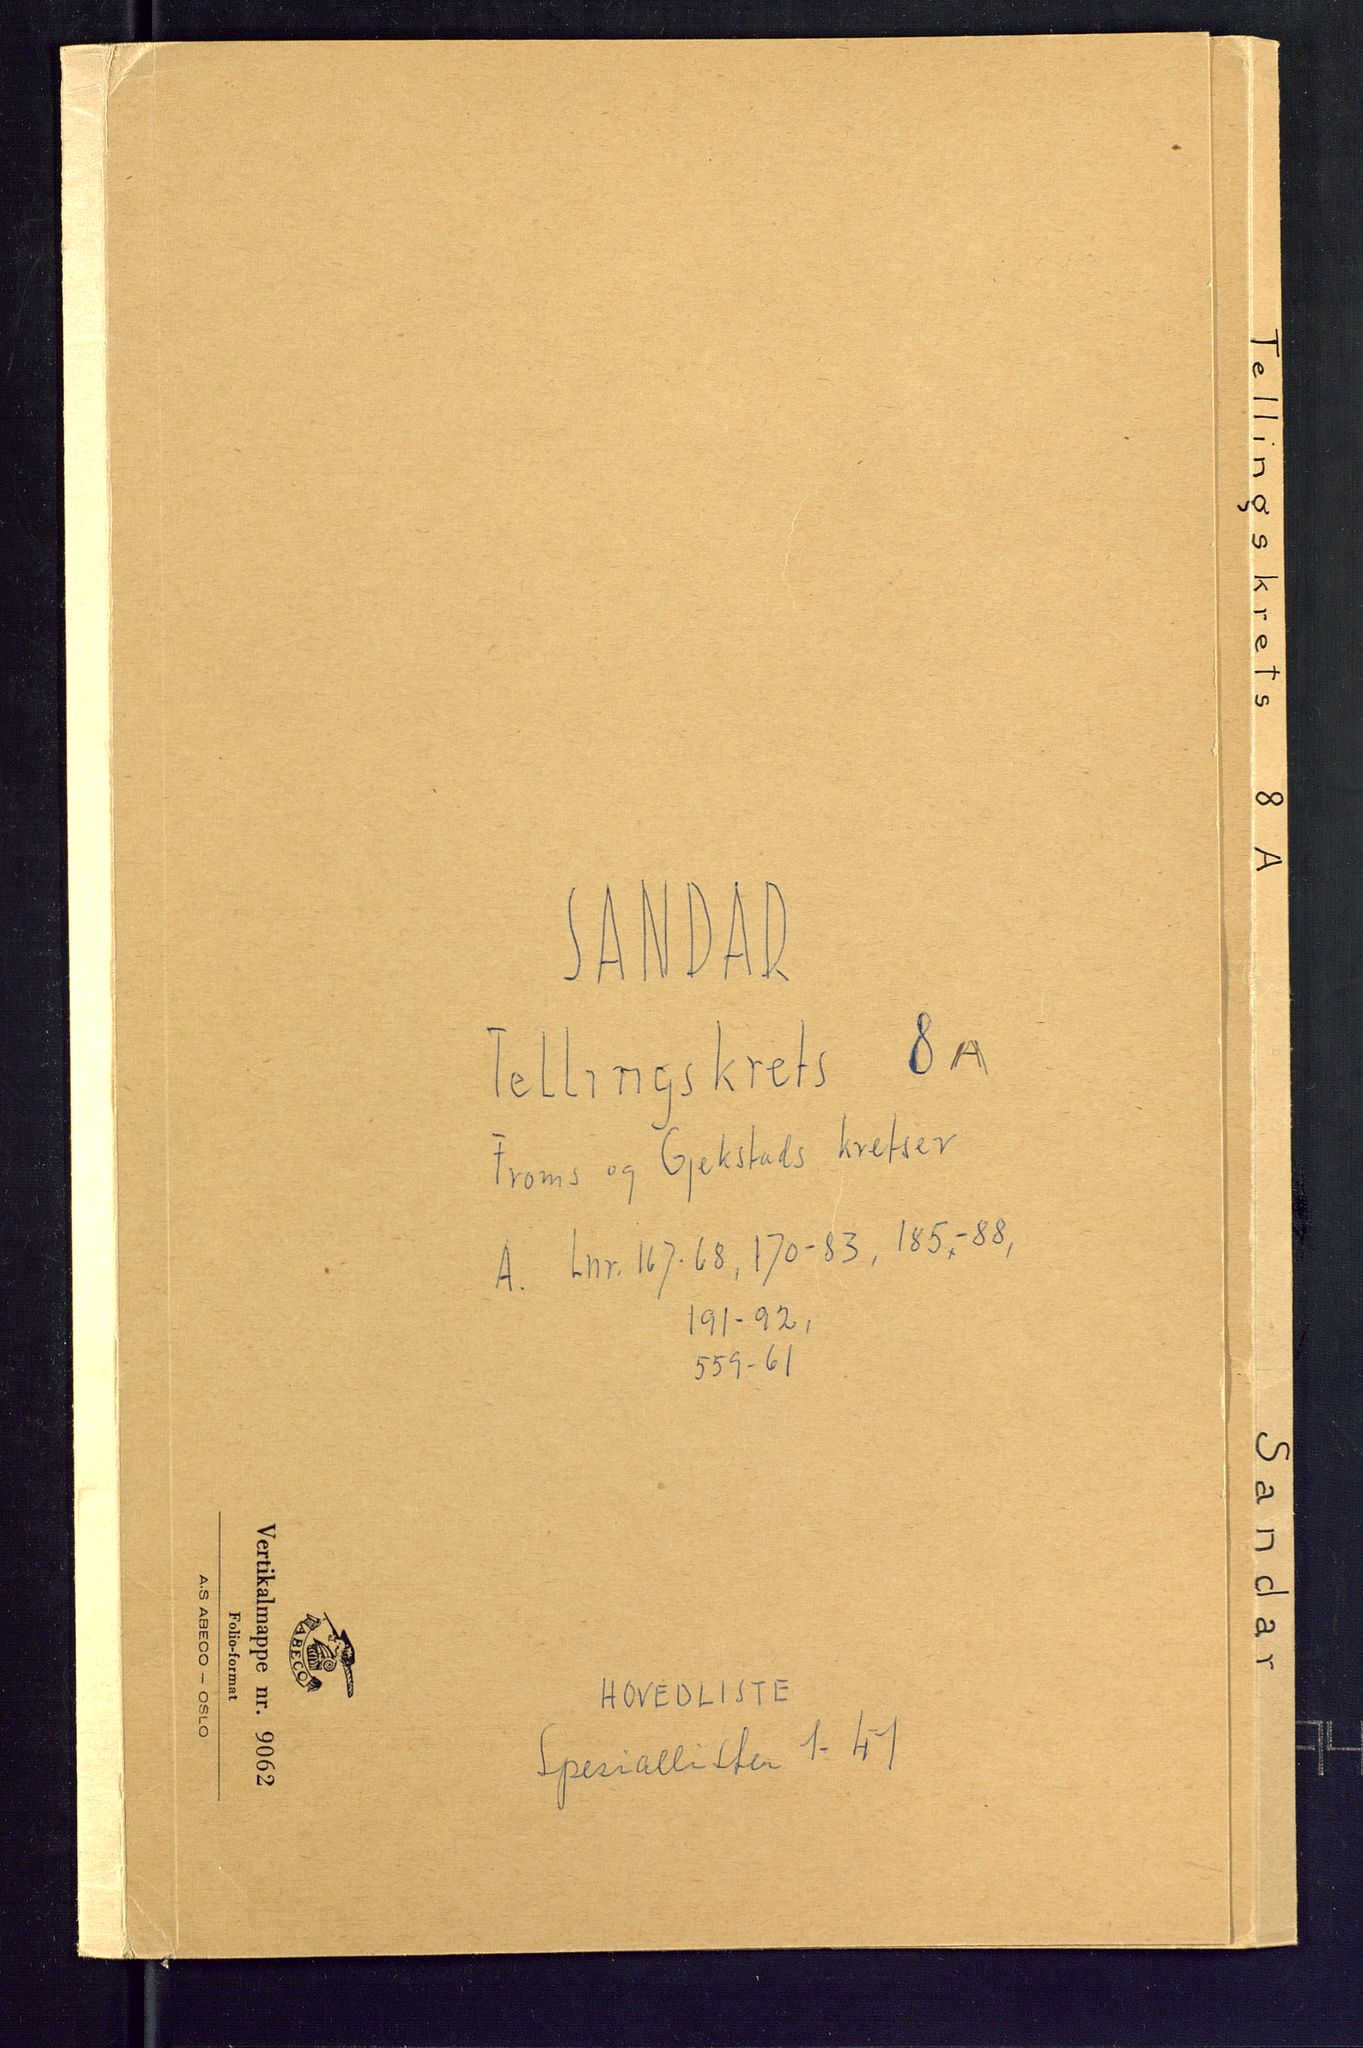 SANDAR
Tellingskrets 8 A
Froms og Gjekstads kretser
A. Lnr. 167-68, 170-83, 185,-88,
191-92,
559-61
HOVEDLISTE
Spesiallister 1-41
Tellingskrets 8 A Sandar
ABECO
Vertikalmappe nr. 9062
Folio-format
A.S ABECO — OSLO